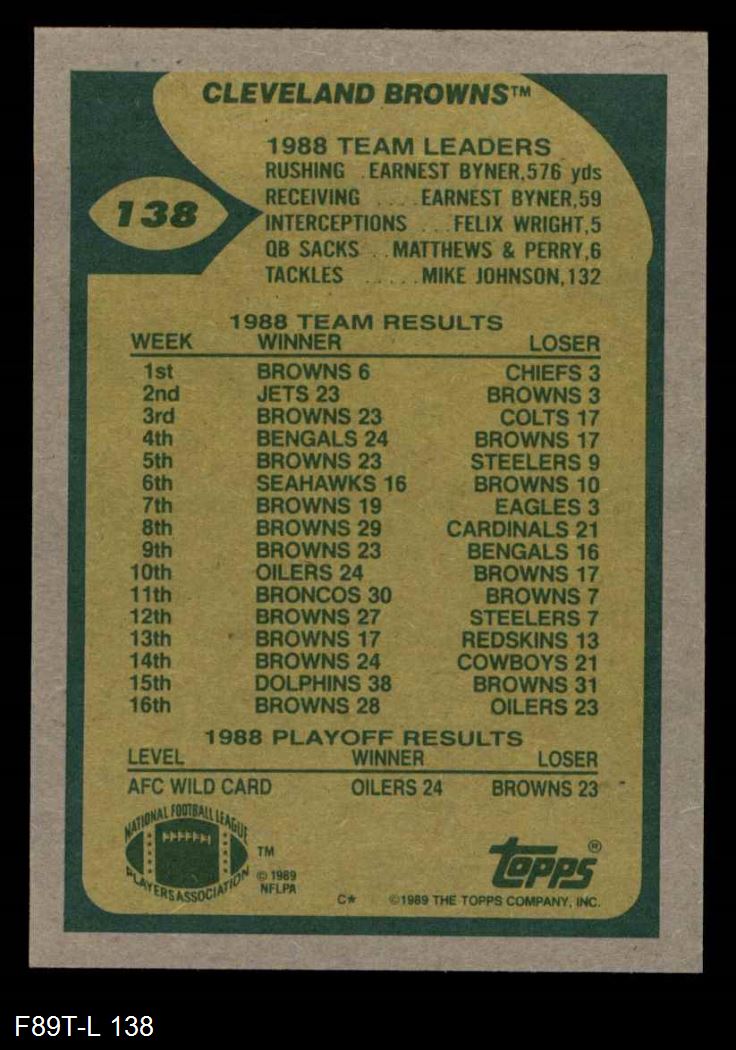 CLEVELAND BROWNS™
138
1988 TEAM LEADERS
RUSHING . EARNEST BYNER, 576 yds
RECEIVING .... EARNEST BYNER, 59
INTERCEPTIONS ... FELIX WRIGHT, 5
QB SACKS .. MATTHEWS & PERRY, 6
TACKLES ...... MIKE JOHNSON, 132
1988 TEAM RESULTS
WEEK WINNER LOSER
1st BROWNS 6 CHIEFS 3
2nd JETS 23 BROWNS 3
3rd BROWNS 23 COLTS 17
4th BENGALS 24 BROWNS 17
5th BROWNS 23 STEELERS 9
6th SEAHAWKS 16 BROWNS 10
7th BROWNS 19 EAGLES 3
8th BROWNS 29 CARDINALS 21
9th BROWNS 23 BENGALS 16
10th OILERS 24 BROWNS 17
11th BRONCOS 30 BROWNS 7
12th BROWNS 27 STEELERS 7
13th BROWNS 17 REDSKINS 13
14th BROWNS 24 COWBOYS 21
15th DOLPHINS 38 BROWNS 31
16th BROWNS 28 OILERS 23
1988 PLAYOFF RESULTS
LEVEL WINNER LOSER
AFC WILD CARD OILERS 24 BROWNS 23
NATIONAL FOOTBALL LEAGUE
PLAYERS ASSOCIATION
™
© 1989
NFLPA
topps®
C* ©1989 THE TOPPS COMPANY, INC.
F89T-L 138